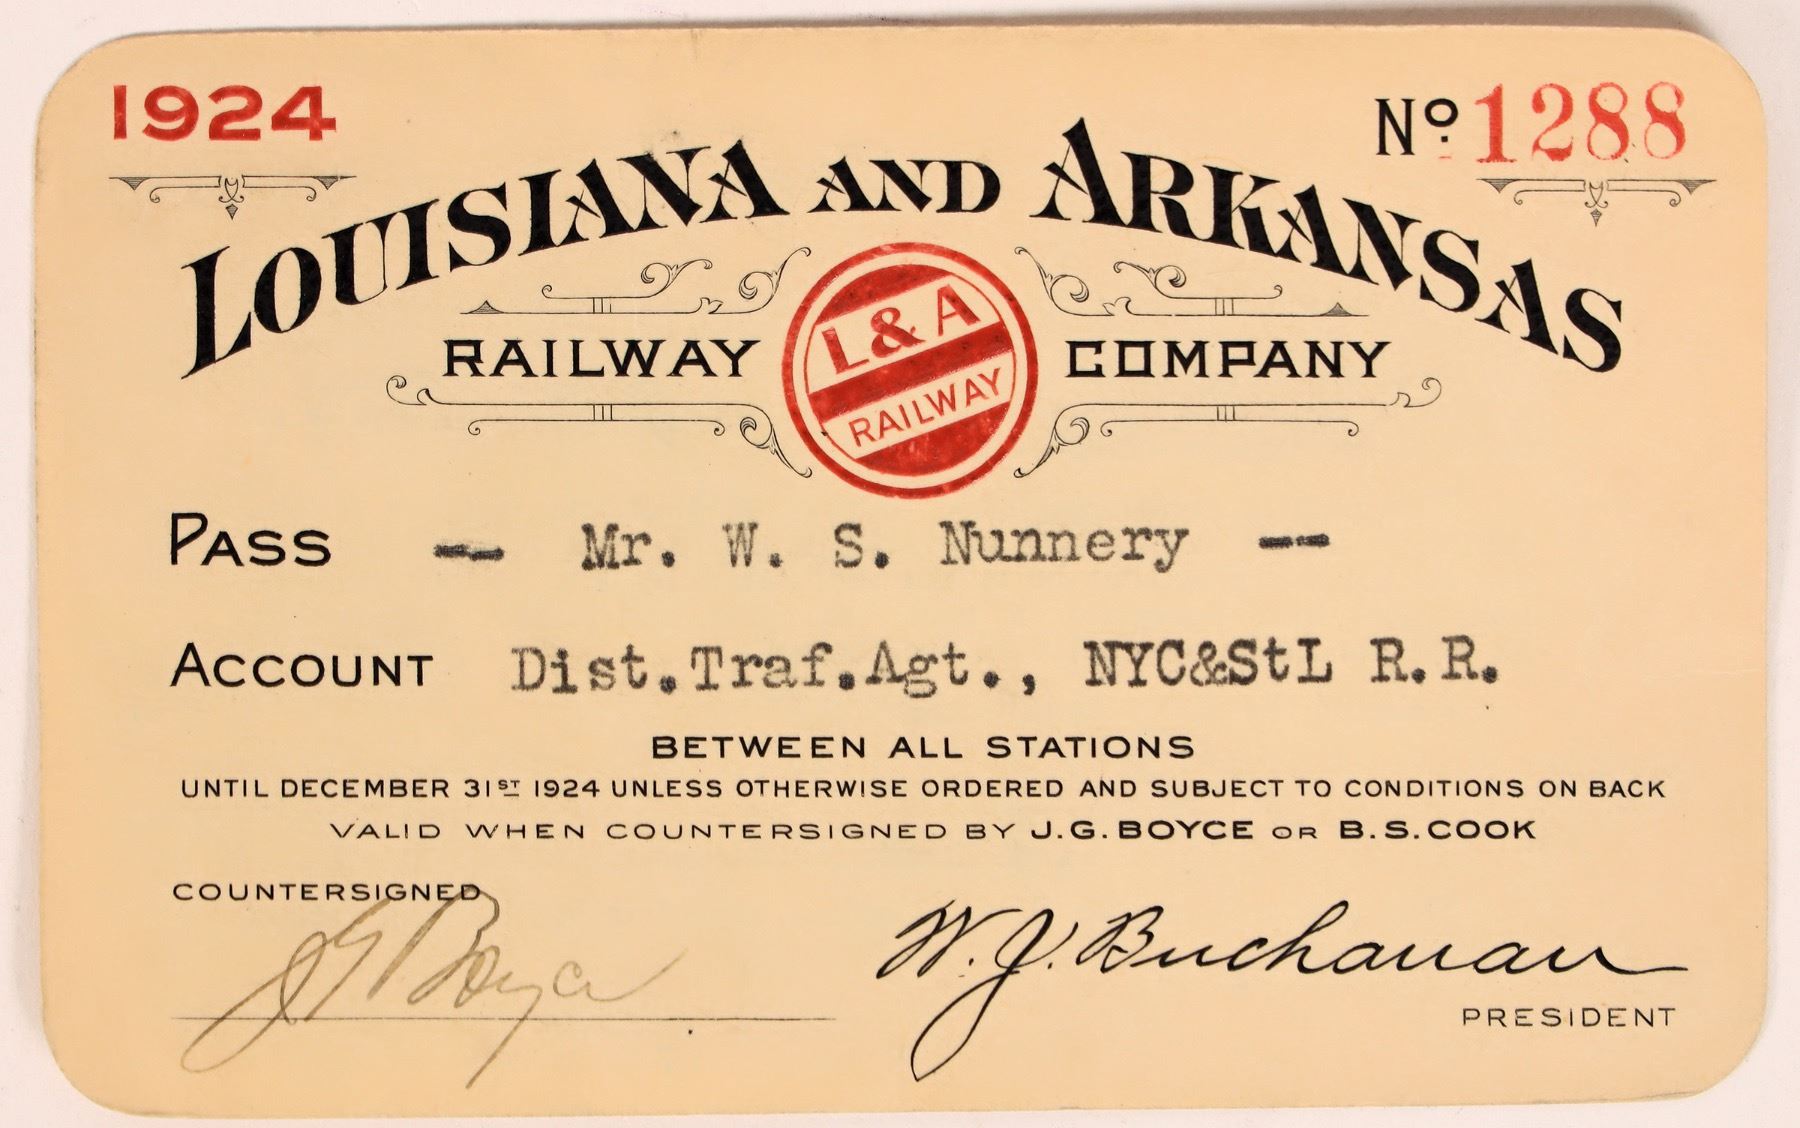 1924
Nº 1288
LOUISIANA AND ARKANSAS
RAILWAY COMPANY
L & A
RAILWAY
PASS -- Mr. W. S. Nunnery --
ACCOUNT Dist.Traf.Agt., NYC&StL R.R.
BETWEEN ALL STATIONS
UNTIL DECEMBER 31ST 1924 UNLESS OTHERWISE ORDERED AND SUBJECT TO CONDITIONS ON BACK
VALID WHEN COUNTERSIGNED BY J.G. BOYCE OR B.S. COOK
COUNTERSIGNED
J G Boyce
W. J. Buchanan
PRESIDENT